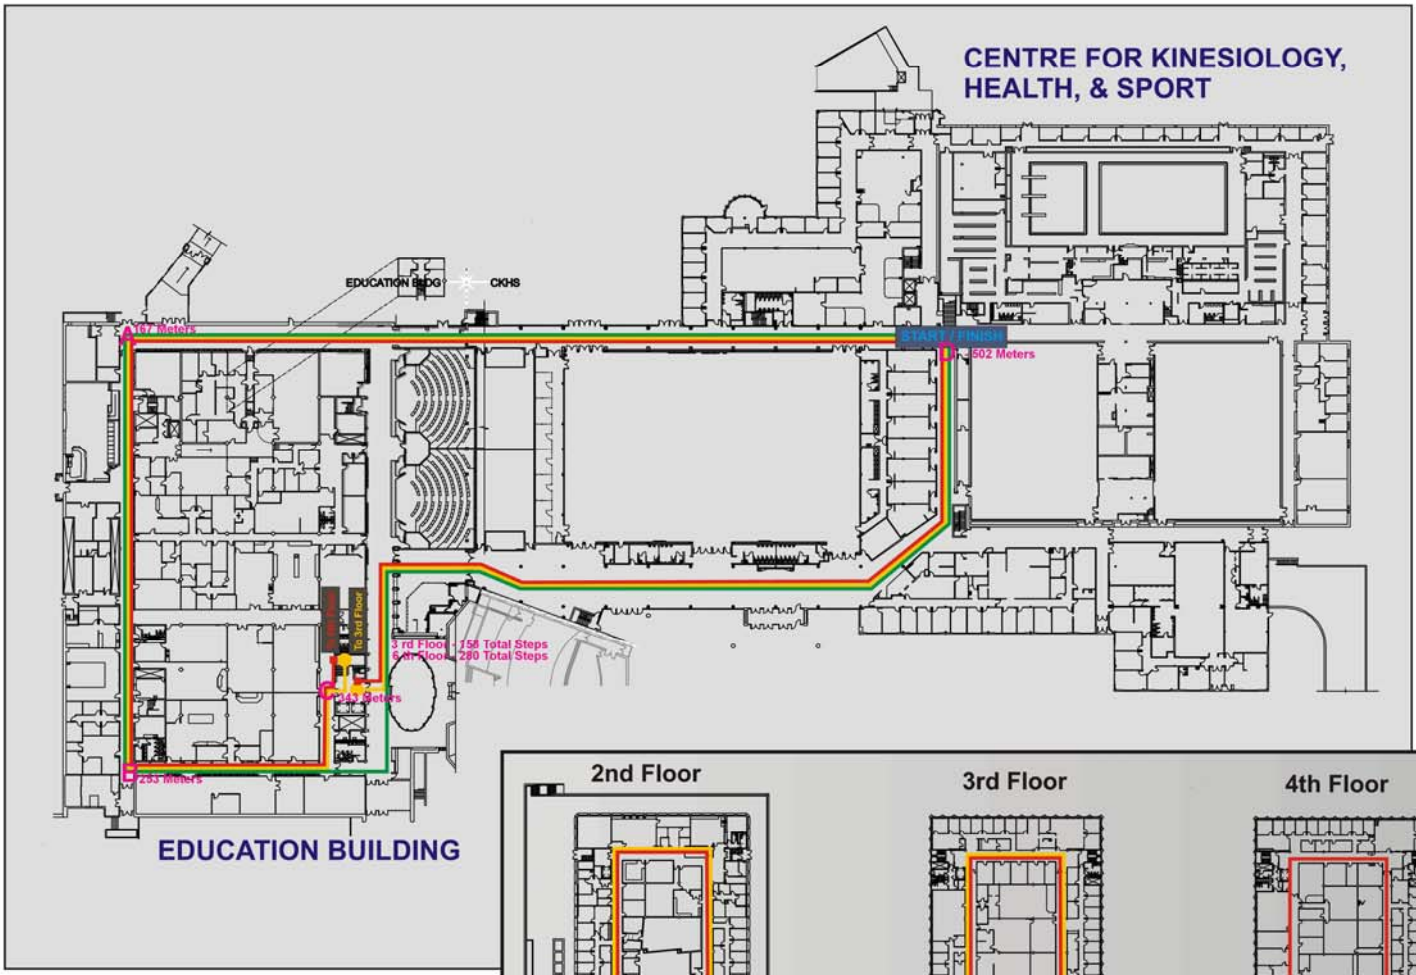 CENTRE FOR KINESIOLOGY,
HEALTH, & SPORT
EDUCATION BLDG
CKHS
A
167 Meters
START / FINISH
D
502 Meters
To 3rd Floor
3 rd Floor - 158 Total Steps
6 th Floor - 280 Total Steps
C
343 Meters
B
253 Meters
EDUCATION BUILDING
2nd Floor
3rd Floor
4th Floor